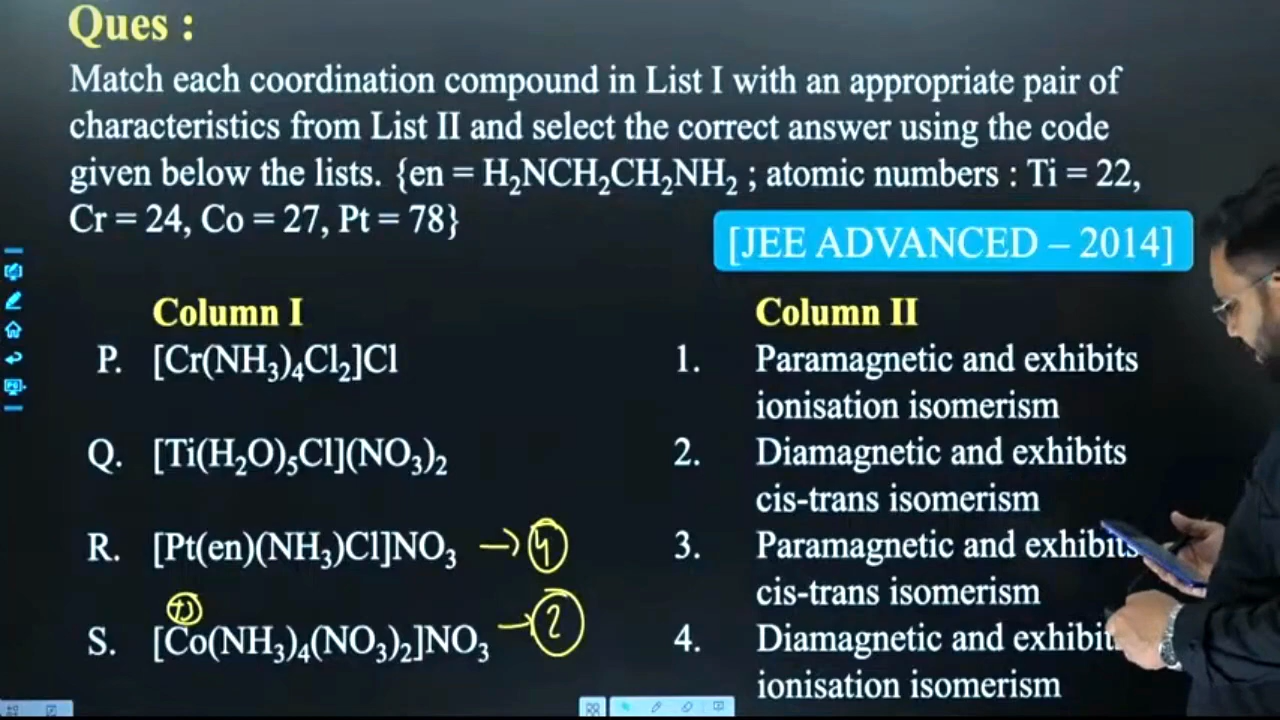 Ques :
Match each coordination compound in List I with an appropriate pair of
characteristics from List II and select the correct answer using the code
given below the lists. {en = H₂NCH₂CH₂NH₂ ; atomic numbers : Ti = 22,
Cr = 24, Co = 27, Pt = 78}
[JEE ADVANCED – 2014]
Column I
P. [Cr(NH₃)₄Cl₂]Cl
Q. [Ti(H₂O)₅Cl](NO₃)₂
R. [Pt(en)(NH₃)Cl]NO₃ → 4
S. [Co(NH₃)₄(NO₃)₂]NO₃ → 2
Column II
1. Paramagnetic and exhibits
ionisation isomerism
2. Diamagnetic and exhibits
cis-trans isomerism
3. Paramagnetic and exhibits
cis-trans isomerism
4. Diamagnetic and exhibit
ionisation isomerism